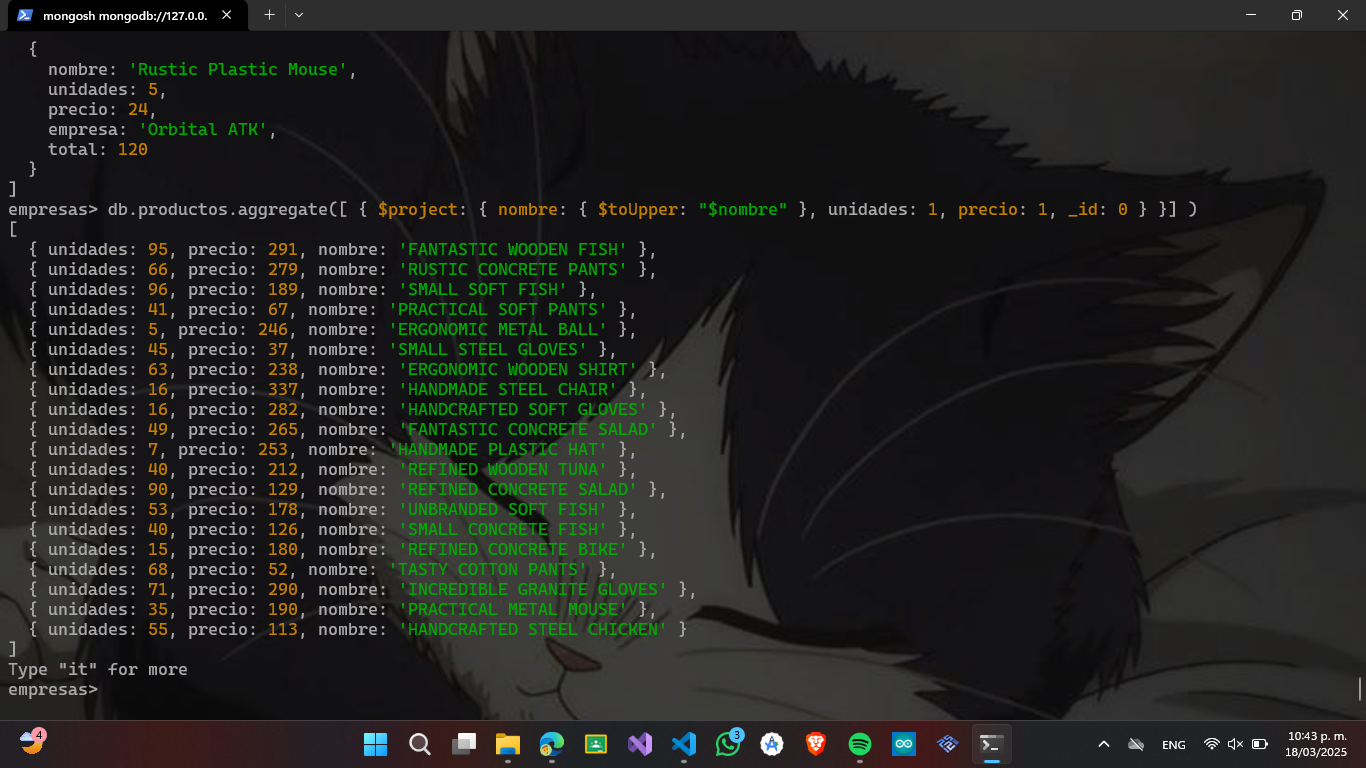 mongosh mongodb://127.0.0.
{
nombre: 'Rustic Plastic Mouse',
unidades: 5,
precio: 24,
empresa: 'Orbital ATK',
total: 120
}
]
empresas> db.productos.aggregate([ { $project: { nombre: { $toUpper: "$nombre" }, unidades: 1, precio: 1, _id: 0 } }] )
[
{ unidades: 95, precio: 291, nombre: 'FANTASTIC WOODEN FISH' },
{ unidades: 66, precio: 279, nombre: 'RUSTIC CONCRETE PANTS' },
{ unidades: 96, precio: 189, nombre: 'SMALL SOFT FISH' },
{ unidades: 41, precio: 67, nombre: 'PRACTICAL SOFT PANTS' },
{ unidades: 5, precio: 246, nombre: 'ERGONOMIC METAL BALL' },
{ unidades: 45, precio: 37, nombre: 'SMALL STEEL GLOVES' },
{ unidades: 63, precio: 238, nombre: 'ERGONOMIC WOODEN SHIRT' },
{ unidades: 16, precio: 337, nombre: 'HANDMADE STEEL CHAIR' },
{ unidades: 16, precio: 282, nombre: 'HANDCRAFTED SOFT GLOVES' },
{ unidades: 49, precio: 265, nombre: 'FANTASTIC CONCRETE SALAD' },
{ unidades: 7, precio: 253, nombre: 'HANDMADE PLASTIC HAT' },
{ unidades: 40, precio: 212, nombre: 'REFINED WOODEN TUNA' },
{ unidades: 90, precio: 129, nombre: 'REFINED CONCRETE SALAD' },
{ unidades: 53, precio: 178, nombre: 'UNBRANDED SOFT FISH' },
{ unidades: 40, precio: 126, nombre: 'SMALL CONCRETE FISH' },
{ unidades: 15, precio: 180, nombre: 'REFINED CONCRETE BIKE' },
{ unidades: 68, precio: 52, nombre: 'TASTY COTTON PANTS' },
{ unidades: 71, precio: 290, nombre: 'INCREDIBLE GRANITE GLOVES' },
{ unidades: 35, precio: 190, nombre: 'PRACTICAL METAL MOUSE' },
{ unidades: 55, precio: 113, nombre: 'HANDCRAFTED STEEL CHICKEN' }
]
Type "it" for more
empresas>
4
3
ENG
10:43 p. m.
18/03/2025